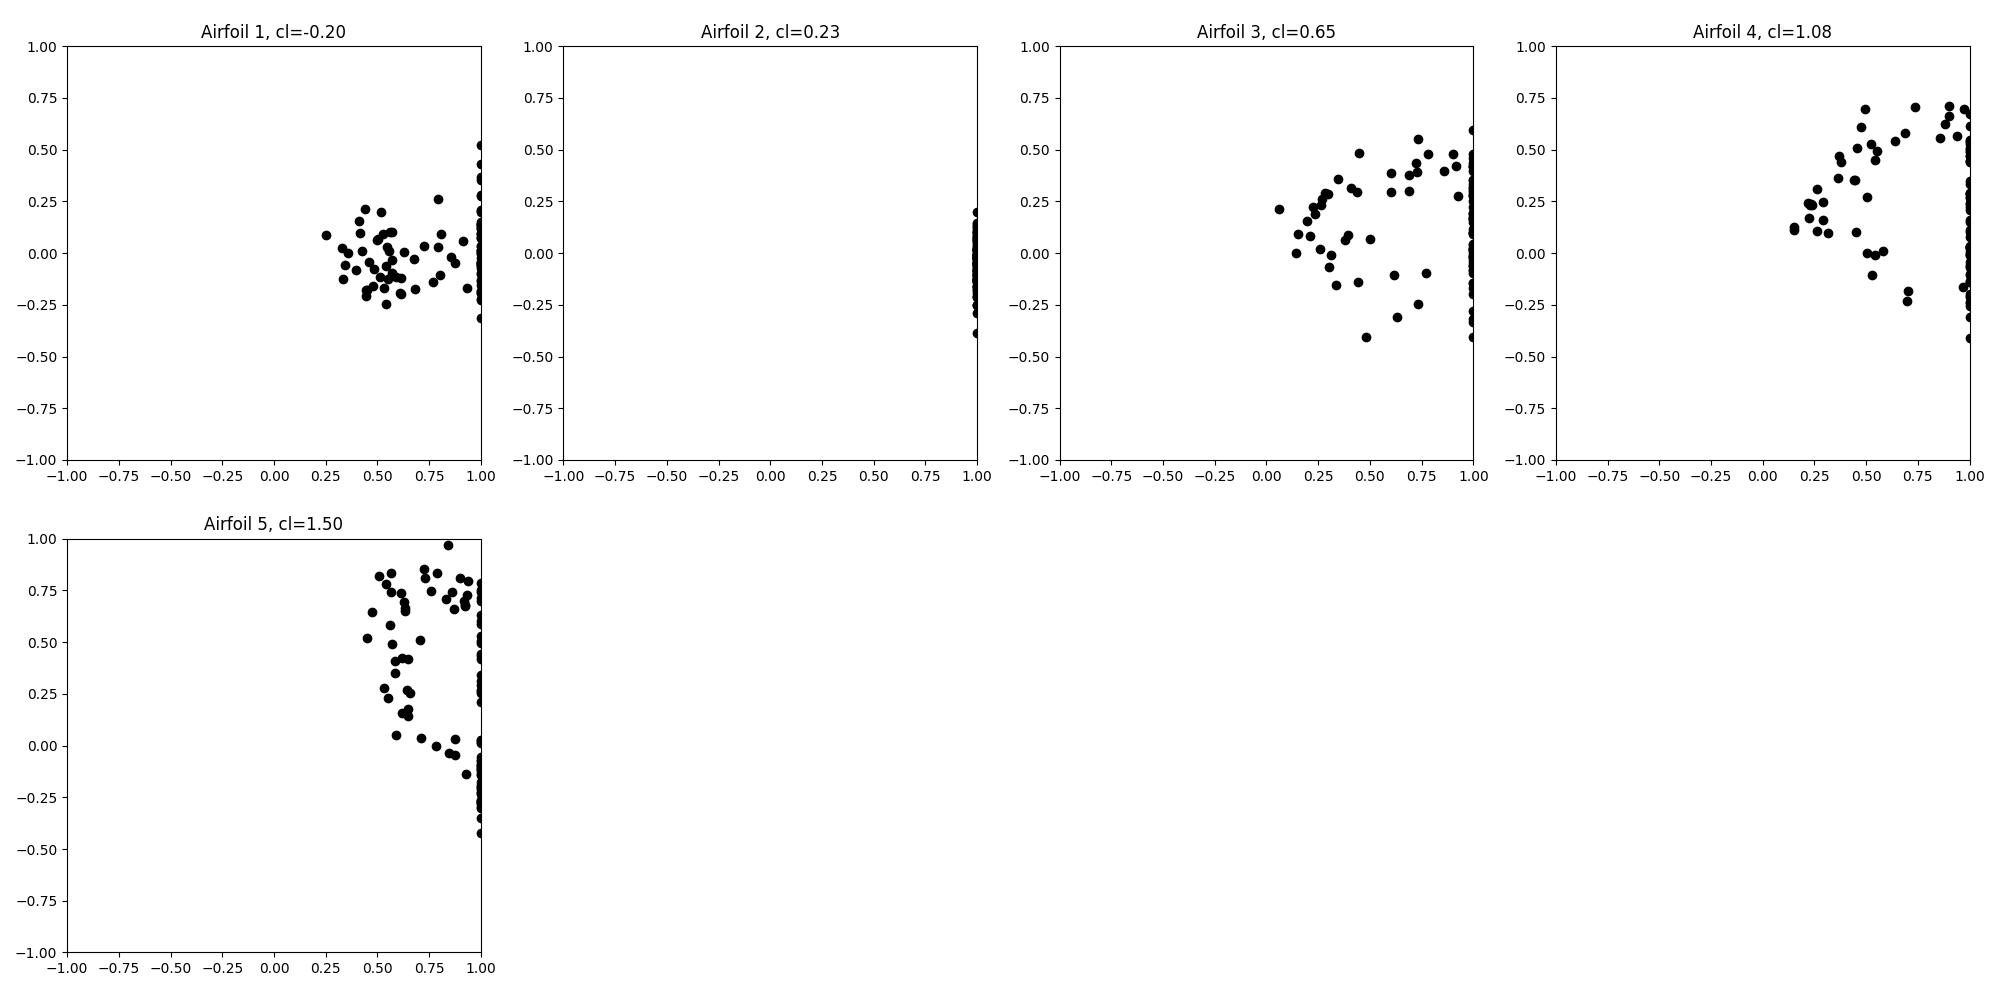 Airfoil 1, cl=-0.20
Airfoil 2, cl=0.23
Airfoil 3, cl=0.65
Airfoil 4, cl=1.08
1.00 1.00 1.00 1.00
0.75 0.75 0.75 0.75
0.50 0.50 0.50 0.50
0.25 0.25 0.25 0.25
0.00 0.00 0.00 0.00
−0.25 −0.25 −0.25 −0.25
−0.50 −0.50 −0.50 −0.50
−0.75 −0.75 −0.75 −0.75
−1.00 −1.00 −1.00 −1.00
−1.00 −0.75 −0.50 −0.25 0.00 0.25 0.50 0.75 1.00
−1.00 −0.75 −0.50 −0.25 0.00 0.25 0.50 0.75 1.00
−1.00 −0.75 −0.50 −0.25 0.00 0.25 0.50 0.75 1.00
−1.00 −0.75 −0.50 −0.25 0.00 0.25 0.50 0.75 1.00
Airfoil 5, cl=1.50
1.00
0.75
0.50
0.25
0.00
−0.25
−0.50
−0.75
−1.00
−1.00 −0.75 −0.50 −0.25 0.00 0.25 0.50 0.75 1.00